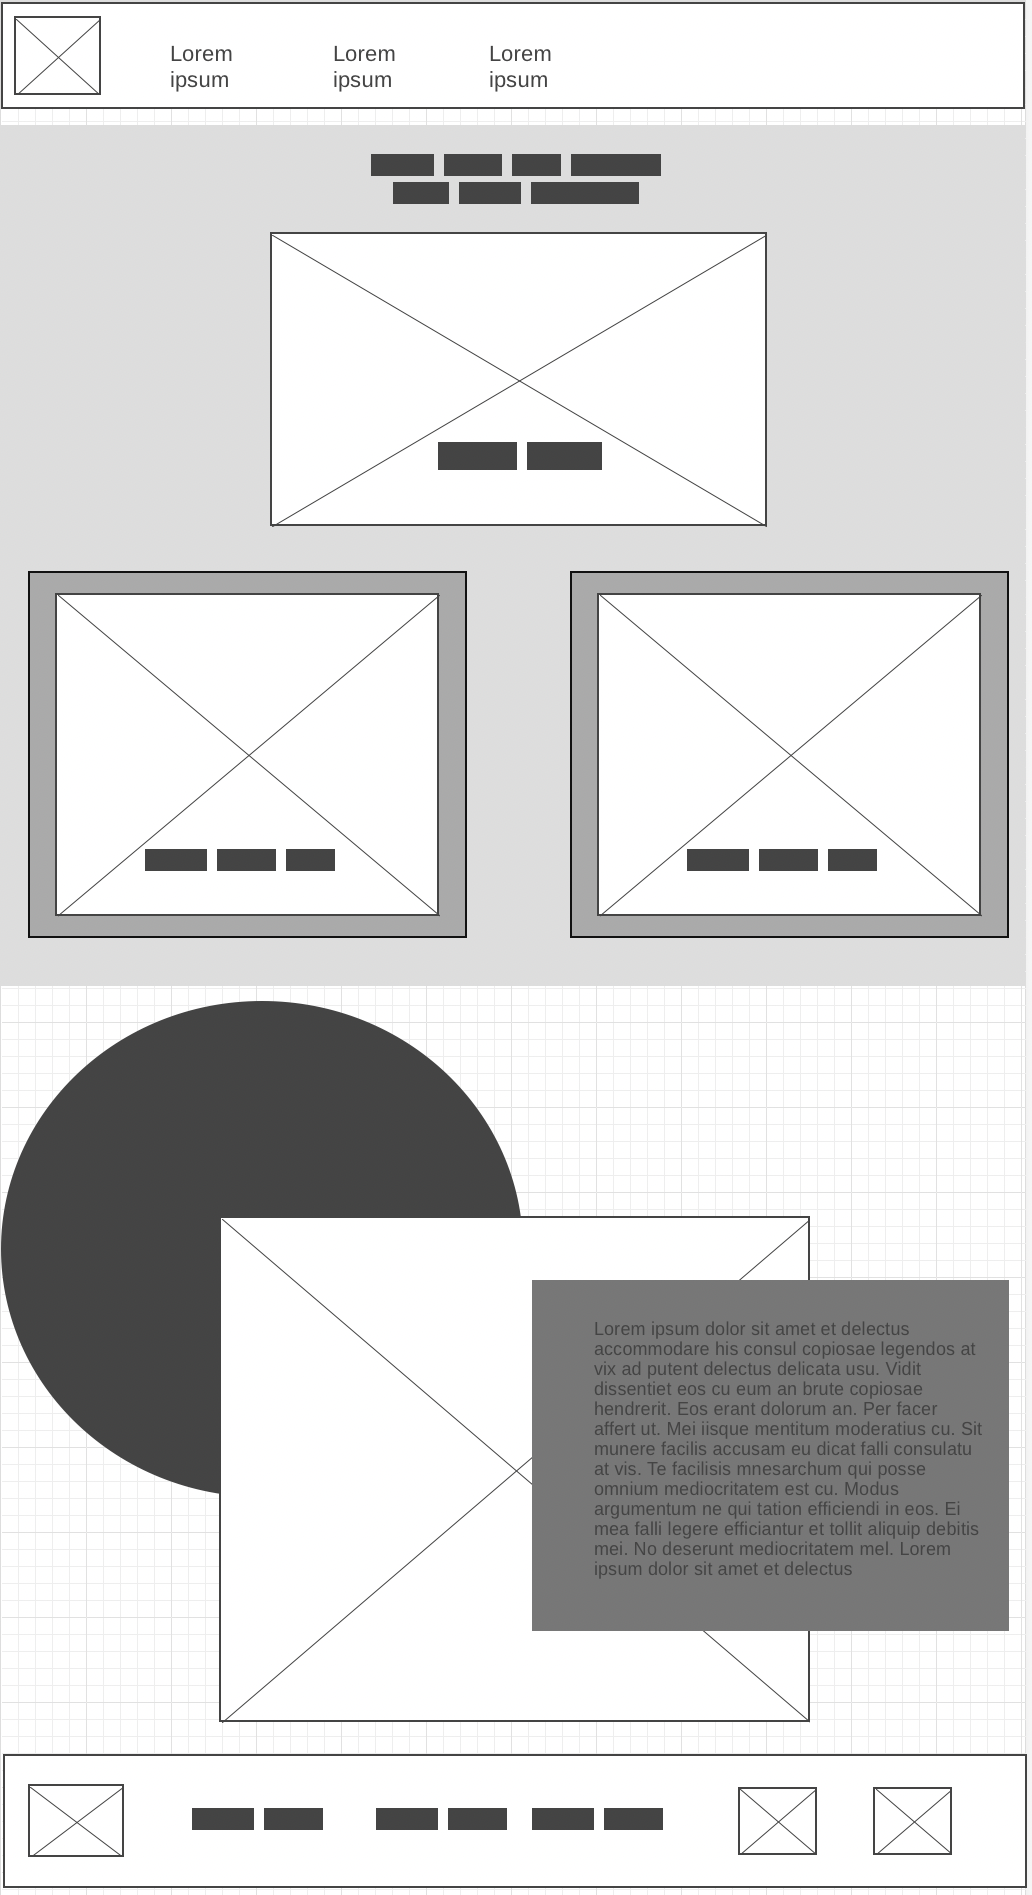 Lorem
ipsum
Lorem
ipsum
Lorem
ipsum
Lorem ipsum dolor sit amet et delectus
accommodare his consul copiosae legendos at
vix ad putent delectus delicata usu. Vidit
dissentiet eos cu eum an brute copiosae
hendrerit. Eos erant dolorum an. Per facer
affert ut. Mei iisque mentitum moderatius cu. Sit
munere facilis accusam eu dicat falli consulatu
at vis. Te facilisis mnesarchum qui posse
omnium mediocritatem est cu. Modus
argumentum ne qui tation efficiendi in eos. Ei
mea falli legere efficiantur et tollit aliquip debitis
mei. No deserunt mediocritatem mel. Lorem
ipsum dolor sit amet et delectus